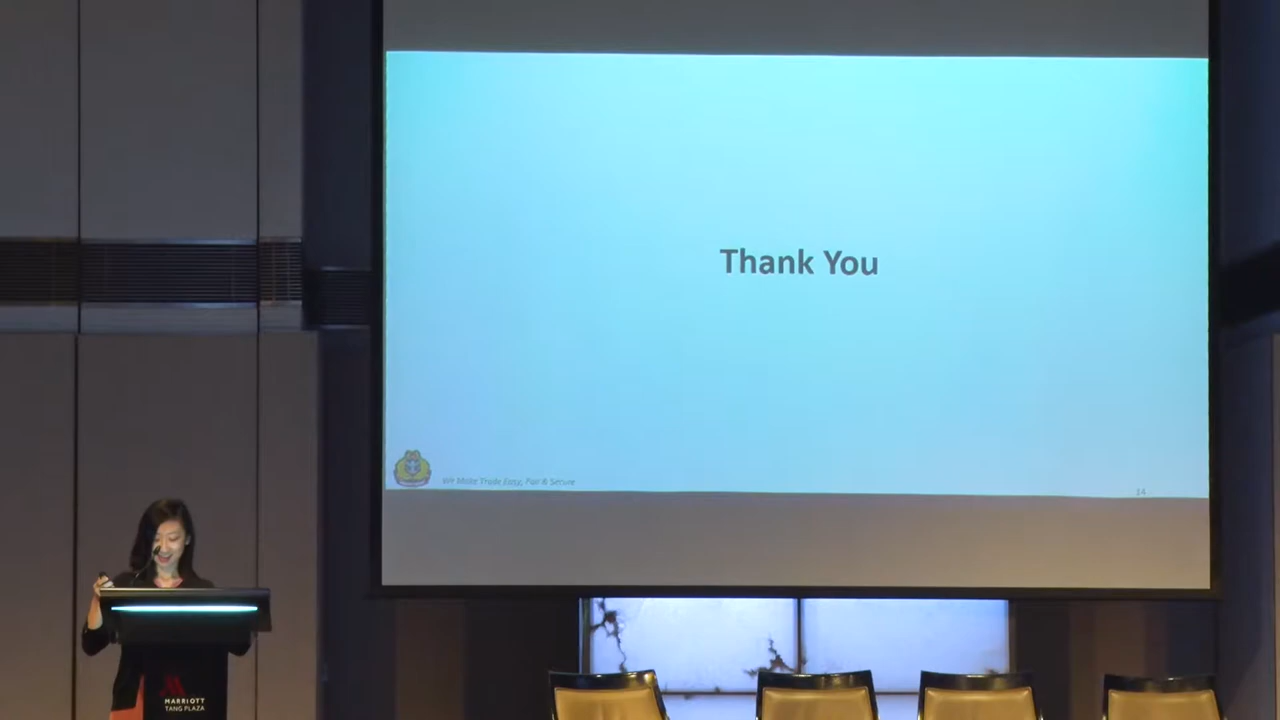 Thank You
We Make Trade Easy, Fair & Secure
14
MARRIOTT
TANG PLAZA